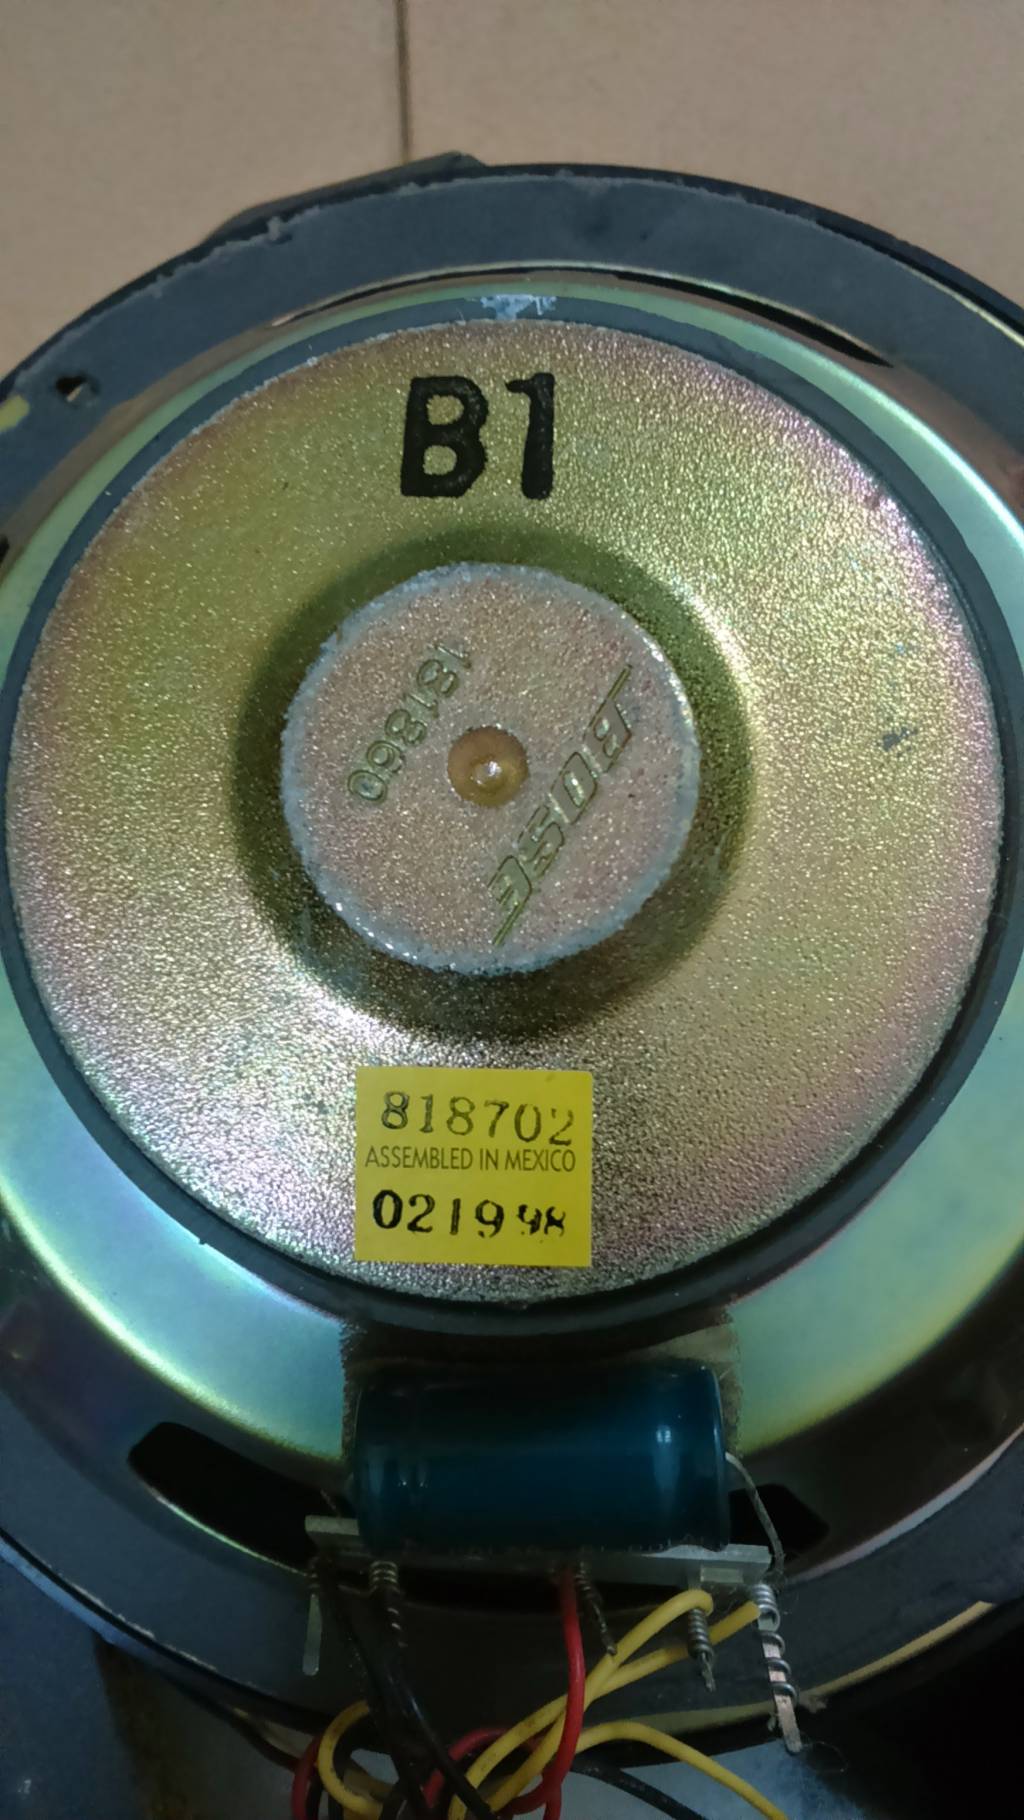 B1
181860
BOSE
818702
ASSEMBLED IN MEXICO
021998